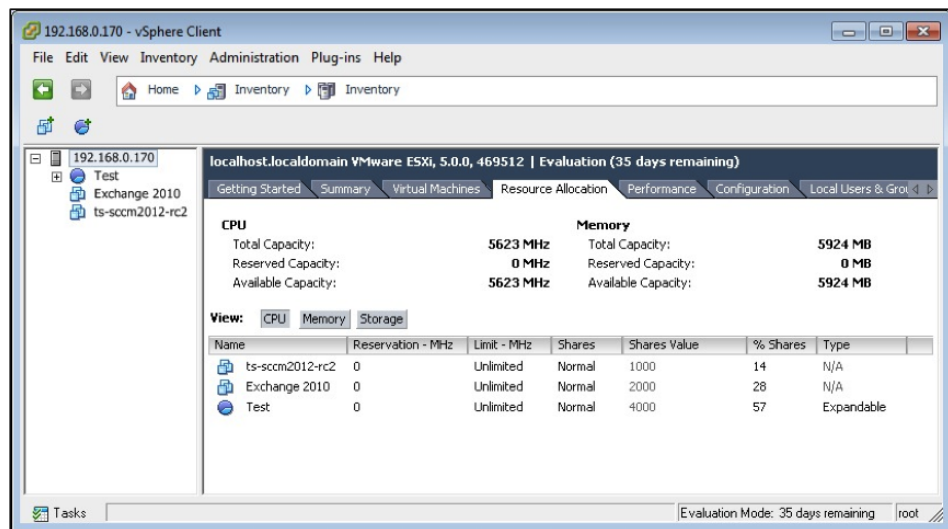 192.168.0.170 - vSphere Client
File Edit View Inventory Administration Plug-ins Help
Home Inventory Inventory
192.168.0.170
Test
Exchange 2010
ts-sccm2012-rc2
localhost.localdomain VMware ESXi, 5.0.0, 469512 | Evaluation (35 days remaining)
Getting Started Summary Virtual Machines Resource Allocation Performance Configuration Local Users & Grou
CPU Memory
Total Capacity: 5623 MHz Total Capacity: 5924 MB
Reserved Capacity: 0 MHz Reserved Capacity: 0 MB
Available Capacity: 5623 MHz Available Capacity: 5924 MB
View: CPU Memory Storage
Name Reservation - MHz Limit - MHz Shares Shares Value % Shares Type
ts-sccm2012-rc2 0 Unlimited Normal 1000 14 N/A
Exchange 2010 0 Unlimited Normal 2000 28 N/A
Test 0 Unlimited Normal 4000 57 Expandable
Tasks Evaluation Mode: 35 days remaining root